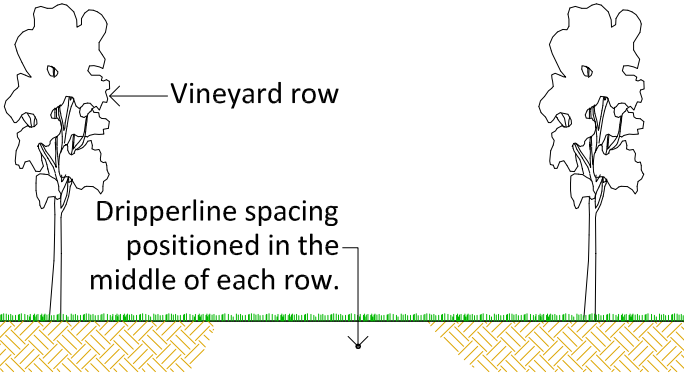 Vineyard row
Dripperline spacing
positioned in the
middle of each row.